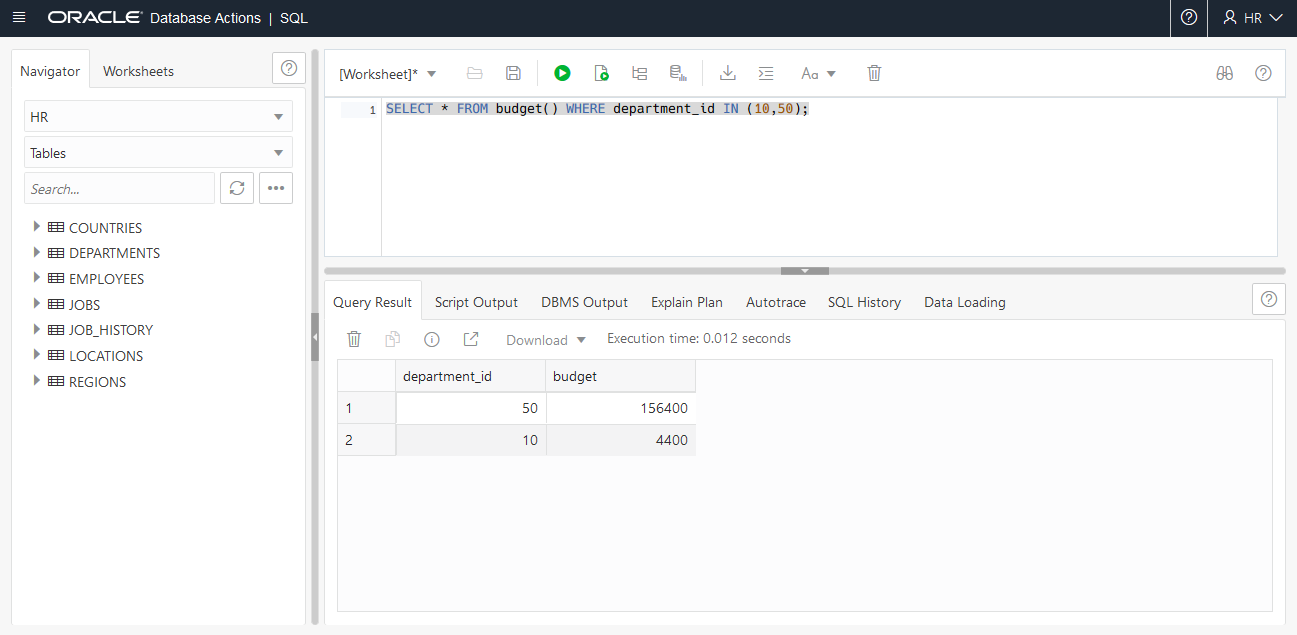 ORACLE® Database Actions | SQL
HR
Navigator
Worksheets
HR
Tables
Search...
COUNTRIES
DEPARTMENTS
EMPLOYEES
JOBS
JOB_HISTORY
LOCATIONS
REGIONS
[Worksheet]*
Aa
1 SELECT * FROM budget() WHERE department_id IN (10,50);
Query Result Script Output DBMS Output Explain Plan Autotrace SQL History Data Loading
Download Execution time: 0.012 seconds
department_id budget
1 50 156400
2 10 4400